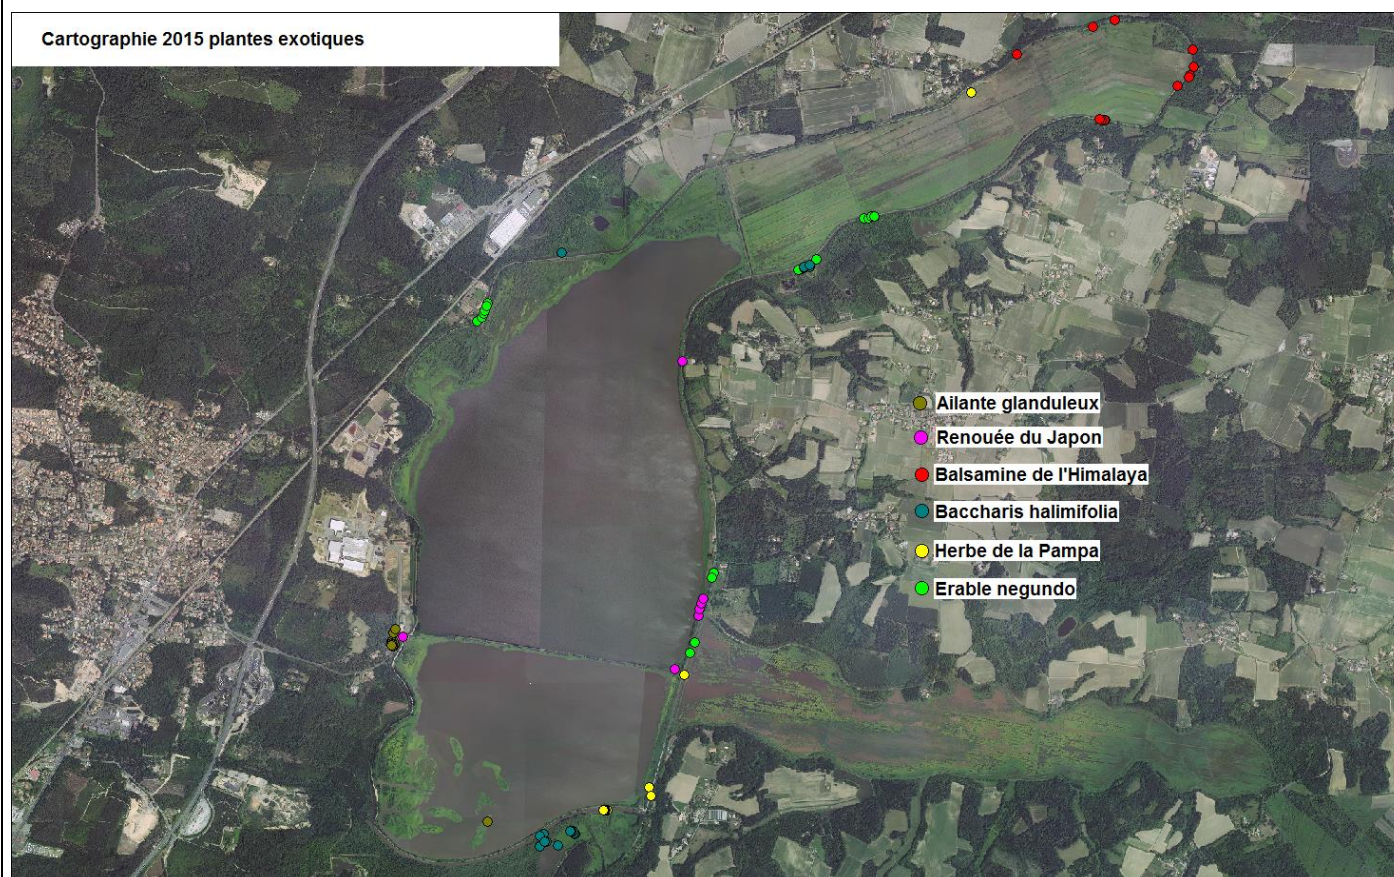 Cartographie 2015 plantes exotiques
Ailante glanduleux
Renouée du Japon
Balsamine de l'Himalaya
Baccharis halimifolia
Herbe de la Pampa
Erable negundo